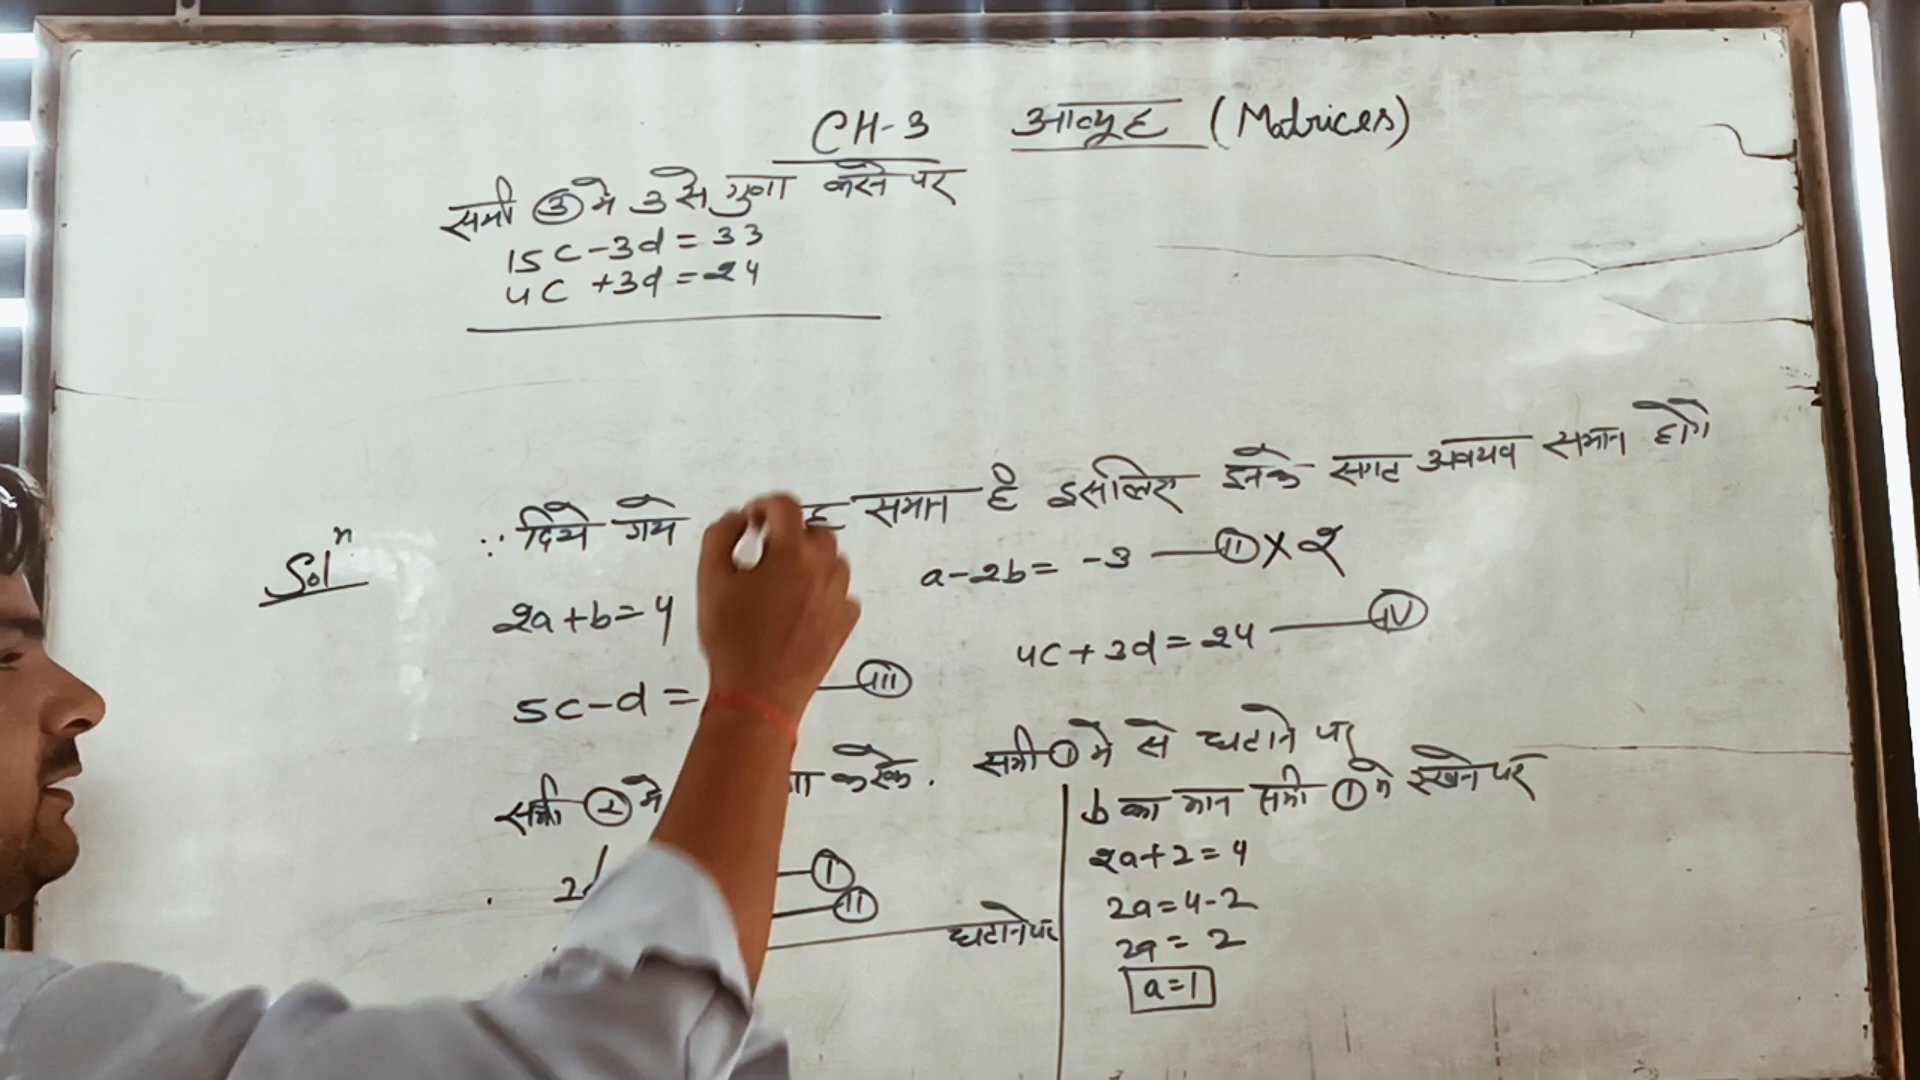 CH-3 आव्यूह (Matrices)
समी ③ में 3 से गुणा करने पर
15c-3d=33
4c+3d=24
Solⁿ
∵ दिये गये समान है इसलिए इनके संगत अवयव समान होंगे
2a+b=4
a-2b=-3 — Ⅱ × 2
5c-d= — Ⅲ
4c+3d=24 — Ⅳ
समी ② में करके. समी ① में से घटाने पर
Ⅰ
Ⅱ
घटाने पर
b का मान समी ① में रखने पर
2a+2=4
2a=4-2
2a=2
a=1